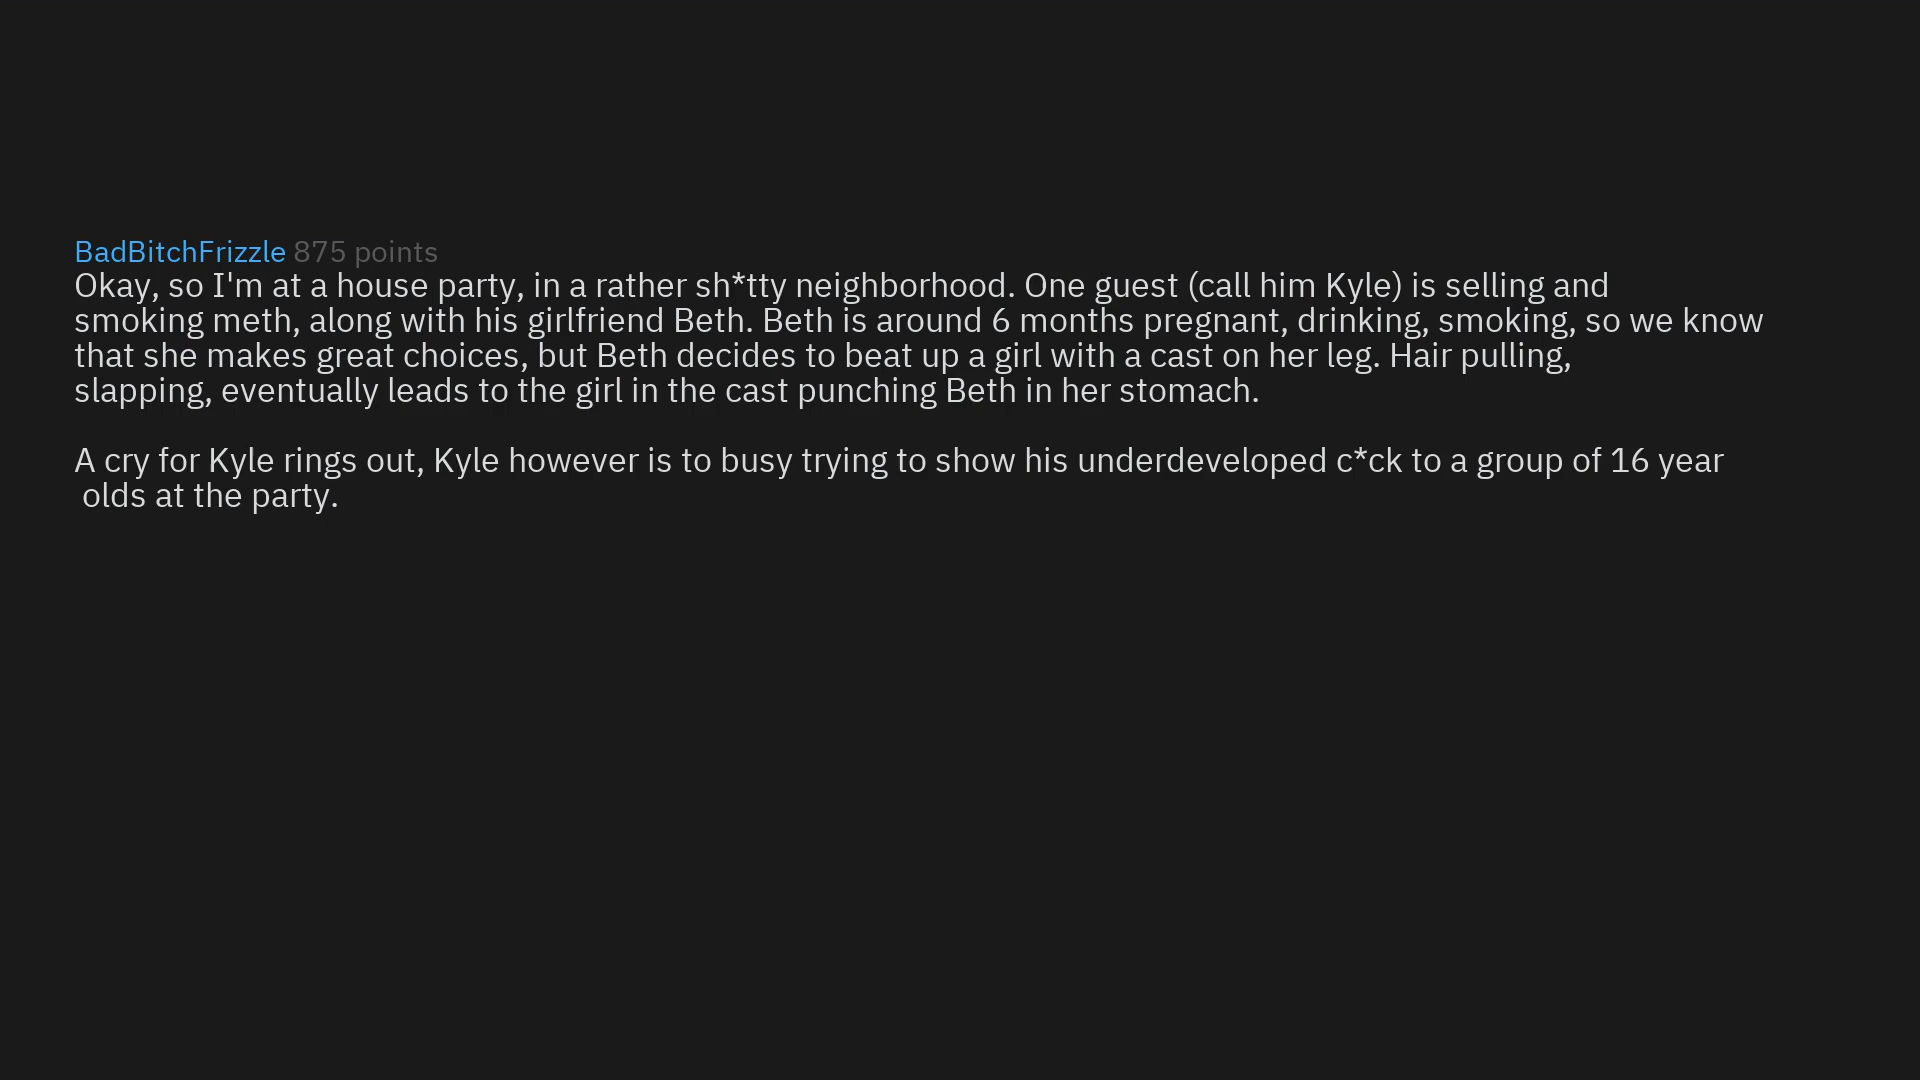 BadBitchFrizzle 875 points
Okay, so I'm at a house party, in a rather sh*tty neighborhood. One guest (call him Kyle) is selling and
smoking meth, along with his girlfriend Beth. Beth is around 6 months pregnant, drinking, smoking, so we know
that she makes great choices, but Beth decides to beat up a girl with a cast on her leg. Hair pulling,
slapping, eventually leads to the girl in the cast punching Beth in her stomach.
A cry for Kyle rings out, Kyle however is to busy trying to show his underdeveloped c*ck to a group of 16 year
olds at the party.